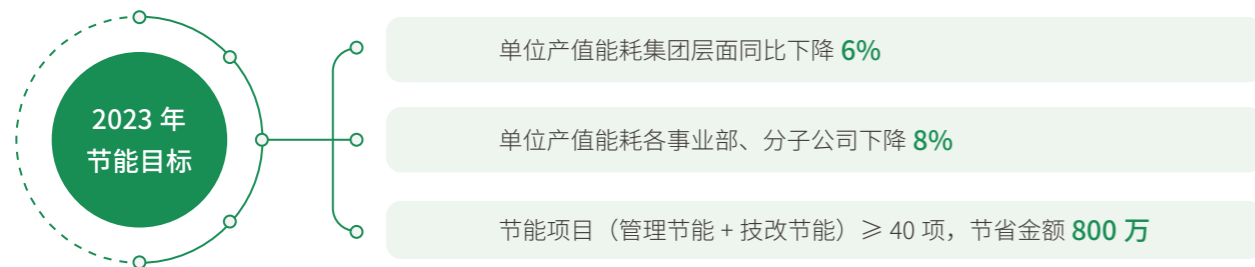 2023 年
节能目标
单位产值能耗集团层面同比下降 6%
单位产值能耗各事业部、分子公司下降 8%
节能项目（管理节能 + 技改节能）≥ 40 项，节省金额 800 万